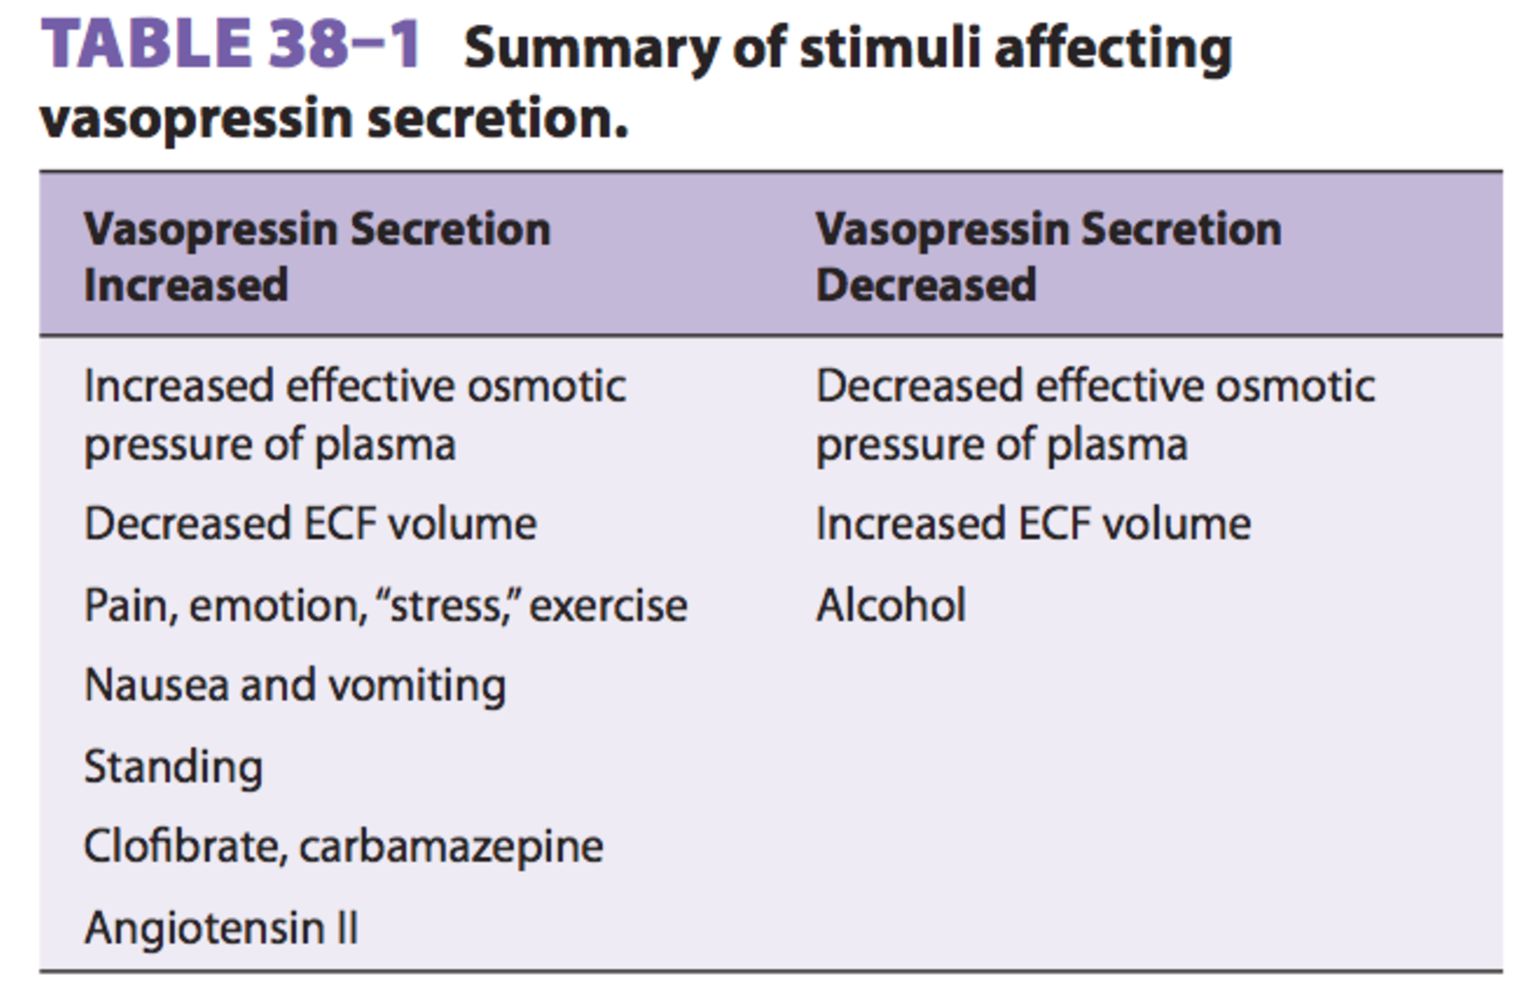 TABLE 38–1 Summary of stimuli affecting
vasopressin secretion.
Vasopressin Secretion
Increased
Vasopressin Secretion
Decreased
Increased effective osmotic
pressure of plasma
Decreased effective osmotic
pressure of plasma
Decreased ECF volume
Increased ECF volume
Pain, emotion, “stress,” exercise
Alcohol
Nausea and vomiting
Standing
Clofibrate, carbamazepine
Angiotensin II